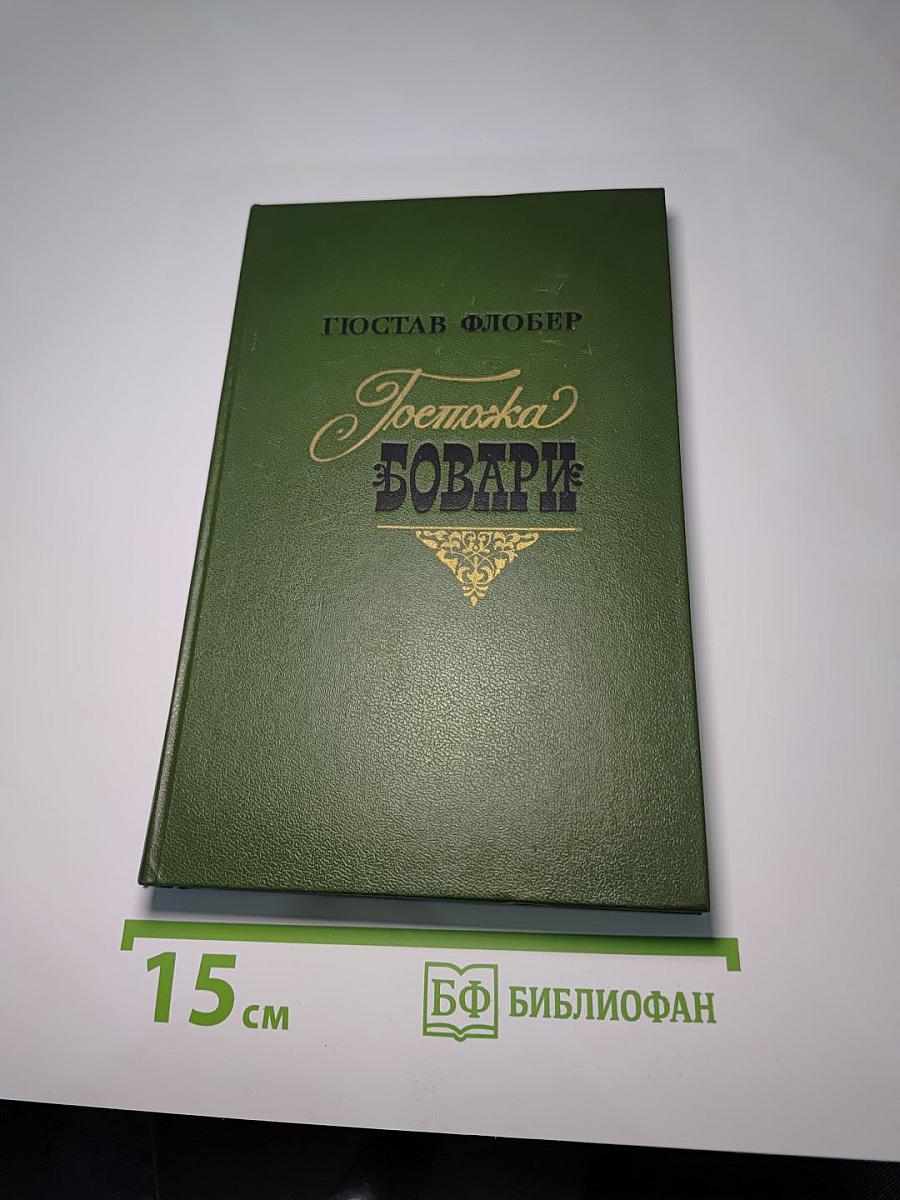 ГЮСТАВ ФЛОБЕР
Госпожа
БОВАРИ
15 см
БФ БИБЛИОФАН